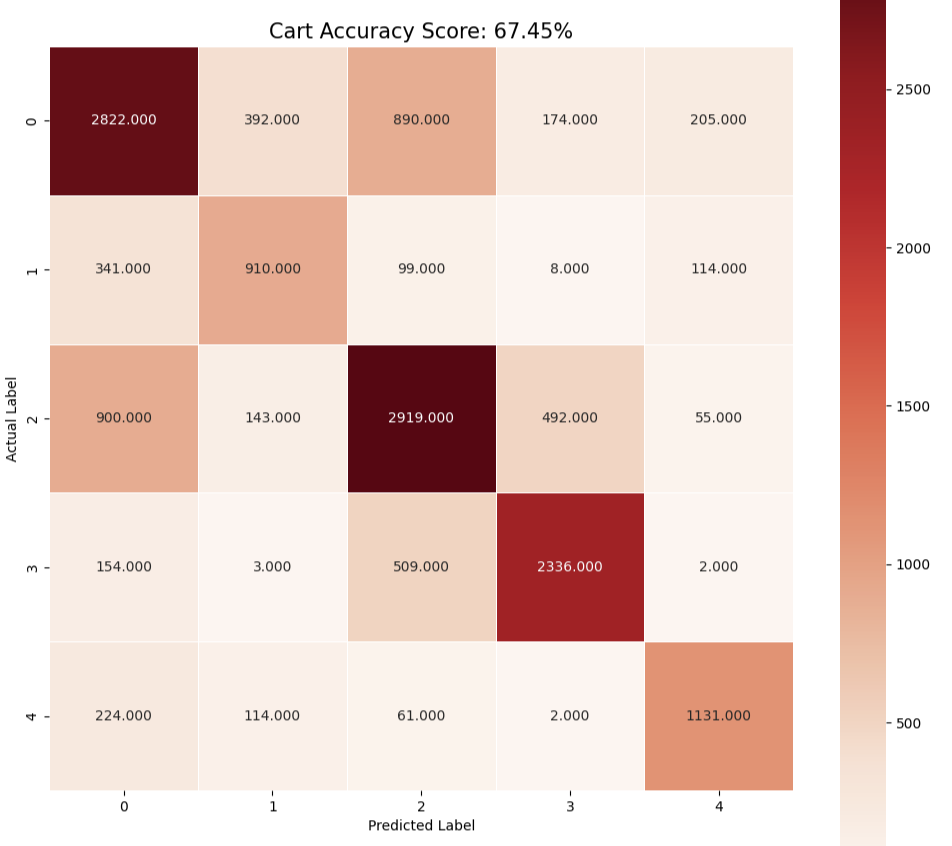 Cart Accuracy Score: 67.45%
0 2822.000 392.000 890.000 174.000 205.000
1 341.000 910.000 99.000 8.000 114.000
2 900.000 143.000 2919.000 492.000 55.000
3 154.000 3.000 509.000 2336.000 2.000
4 224.000 114.000 61.000 2.000 1131.000
0 1 2 3 4
Predicted Label
Actual Label
2500
2000
1500
1000
500